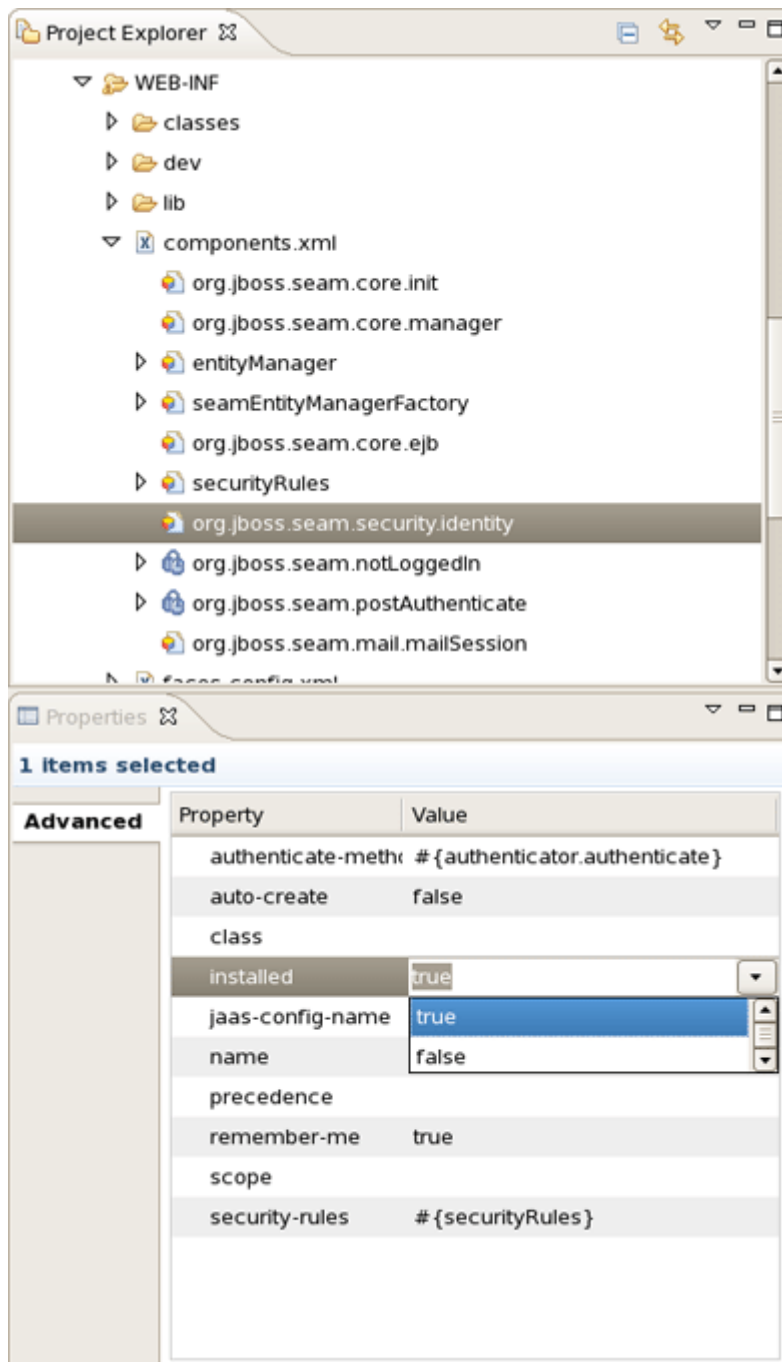 Project Explorer
WEB-INF
classes
dev
lib
components.xml
org.jboss.seam.core.init
org.jboss.seam.core.manager
entityManager
seamEntityManagerFactory
org.jboss.seam.core.ejb
securityRules
org.jboss.seam.security.identity
org.jboss.seam.notLoggedIn
org.jboss.seam.postAuthenticate
org.jboss.seam.mail.mailSession
faces-config.xml
Properties
1 items selected
Advanced
Property Value
authenticate-metho #{authenticator.authenticate}
auto-create false
class
installed true
jaas-config-name true
name false
precedence
remember-me true
scope
security-rules #{securityRules}